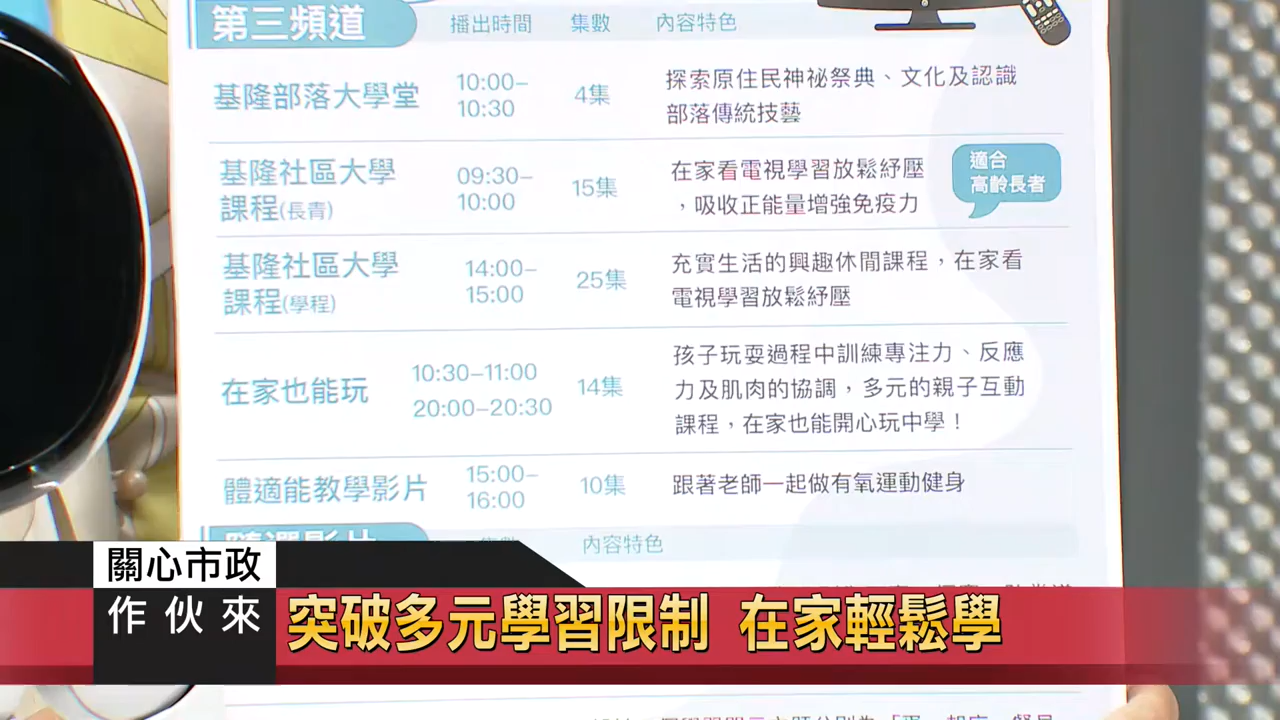 第三頻道 播出時間 集數 內容特色
基隆部落大學堂 10:00– 10:30 4集 探索原住民神祕祭典、文化及認識
部落傳統技藝
基隆社區大學 課程(長青) 09:30– 10:00 15集 在家看電視學習放鬆紓壓
，吸收正能量增強免疫力
適合
高齡長者
基隆社區大學 課程(學程) 14:00– 15:00 25集 充實生活的興趣休閒課程，在家看
電視學習放鬆紓壓
在家也能玩 10:30–11:00 20:00–20:30 14集 孩子玩耍過程中訓練專注力、反應
力及肌肉的協調，多元的親子互動
課程，在家也能開心玩中學！
體適能教學影片 15:00– 16:00 10集 跟著老師一起做有氧運動健身
內容特色
關心市政
作伙來
突破多元學習限制 在家輕鬆學